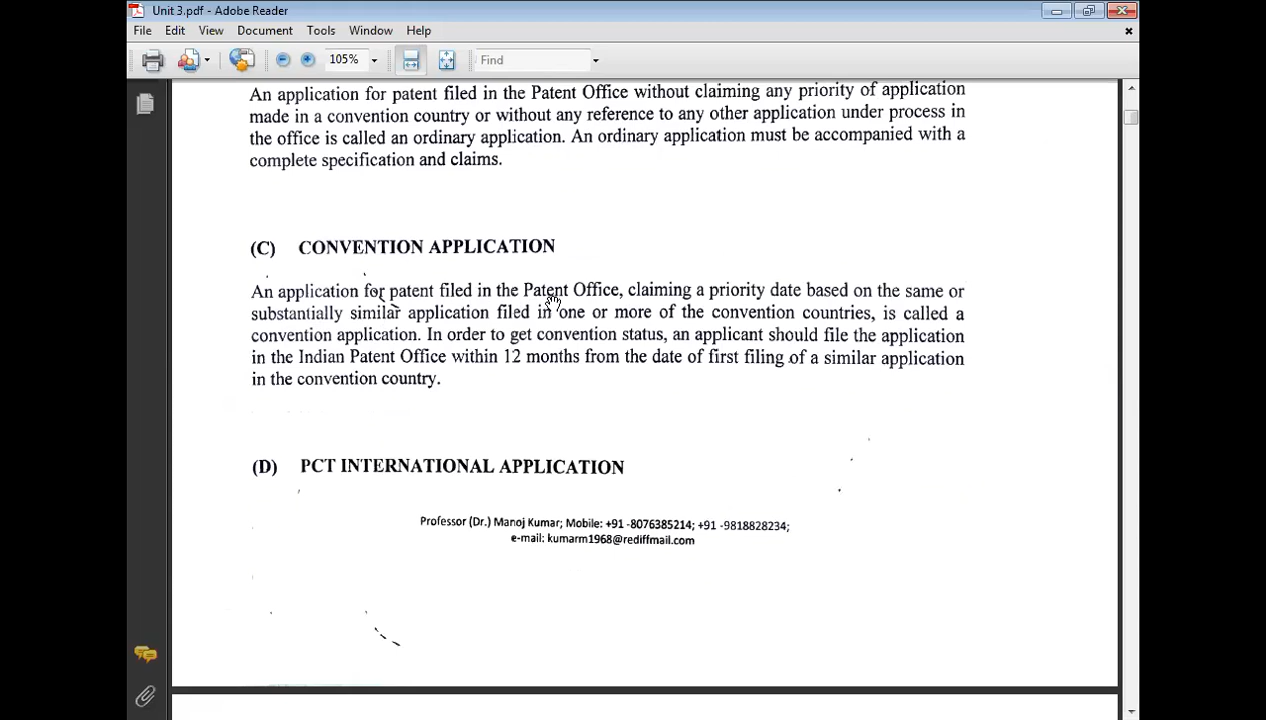 Unit 3.pdf - Adobe Reader
File Edit View Document Tools Window Help
105% Find
An application for patent filed in the Patent Office without claiming any priority of application
made in a convention country or without any reference to any other application under process in
the office is called an ordinary application. An ordinary application must be accompanied with a
complete specification and claims.
(C) CONVENTION APPLICATION
An application for patent filed in the Patent Office, claiming a priority date based on the same or
substantially similar application filed in one or more of the convention countries, is called a
convention application. In order to get convention status, an applicant should file the application
in the Indian Patent Office within 12 months from the date of first filing of a similar application
in the convention country.
(D) PCT INTERNATIONAL APPLICATION
Professor (Dr.) Manoj Kumar; Mobile: +91 -8076385214; +91 -9818828234;
e-mail: kumarm1968@rediffmail.com